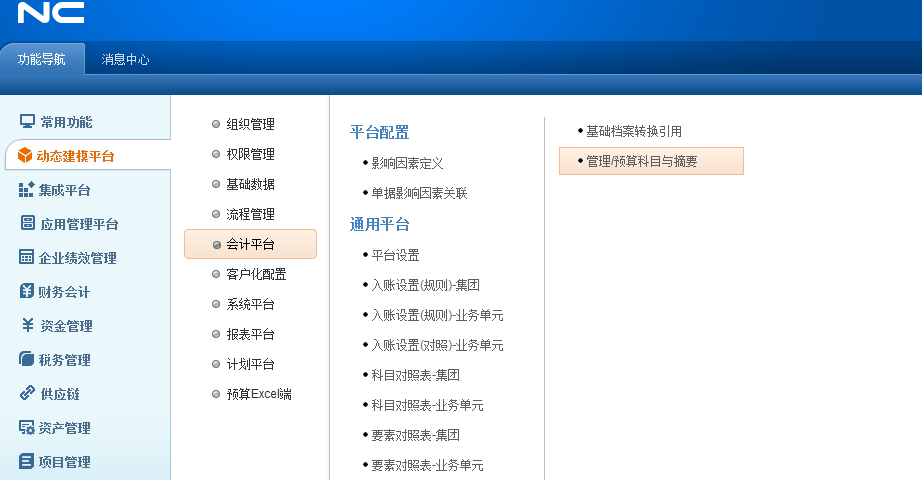 NC
功能导航
消息中心
常用功能
动态建模平台
集成平台
应用管理平台
企业绩效管理
财务会计
资金管理
税务管理
供应链
资产管理
项目管理
组织管理
权限管理
基础数据
流程管理
会计平台
客户化配置
系统平台
报表平台
计划平台
预算Excel端
平台配置
影响因素定义
单据影响因素关联
通用平台
平台设置
入账设置(规则)-集团
入账设置(规则)-业务单元
入账设置(对照)-业务单元
科目对照表-集团
科目对照表-业务单元
要素对照表-集团
要素对照表-业务单元
基础档案转换引用
管理/预算科目与摘要